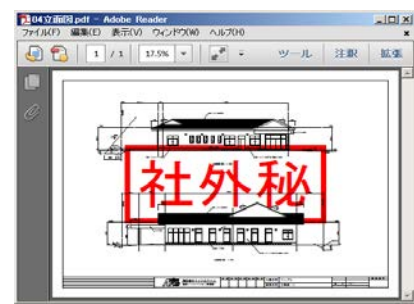 04立面図.pdf - Adobe Reader
ファイル(F) 編集(E) 表示(V) ウィンドウ(W) ヘルプ(H)
1 / 1 17.5% ツール 注釈 拡張
社外秘